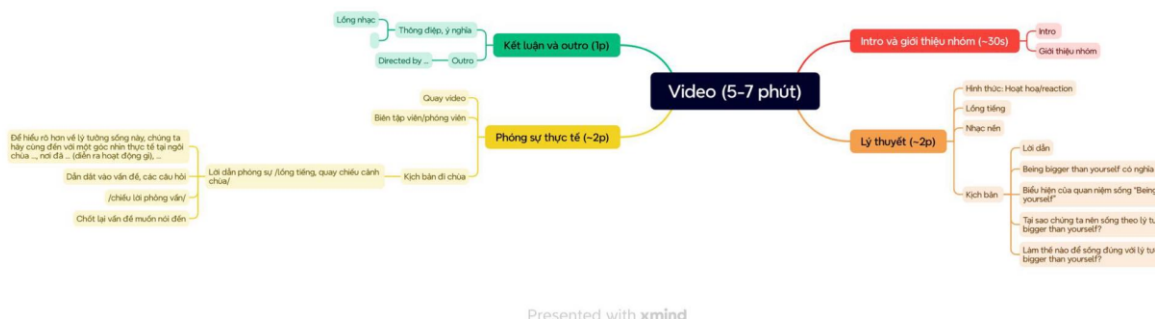 Video (5-7 phút)
Intro và giới thiệu nhóm (~30s)
Intro
Giới thiệu nhóm
Lý thuyết (~2p)
Hình thức: Hoạt hoạ/reaction
Lồng tiếng
Nhạc nền
Kịch bản
Lời dẫn
Being bigger than yourself có nghĩa
Biểu hiện của quan niệm sống "Being
yourself"
Tại sao chúng ta nên sống theo lý tư
bigger than yourself?
Làm thế nào để sống đúng với lý tư
bigger than yourself?
Kết luận và outro (1p)
Thông điệp, ý nghĩa
Lồng nhạc
Outro
Directed by ...
Phóng sự thực tế (~2p)
Quay video
Biên tập viên/phóng viên
Kịch bản đi chùa
Lời dẫn phóng sự /lồng tiếng, quay chiếu cảnh
chùa/
Để hiểu rõ hơn về lý tưởng sống này, chúng ta
hãy cùng đến với một góc nhìn thực tế tại ngôi
chùa ..., nơi đã ... (diễn ra hoạt động gì), ...
Dẫn dắt vào vấn đề, các câu hỏi
/chiếu lời phỏng vấn/
Chốt lại vấn đề muốn nói đến
Presented with xmind